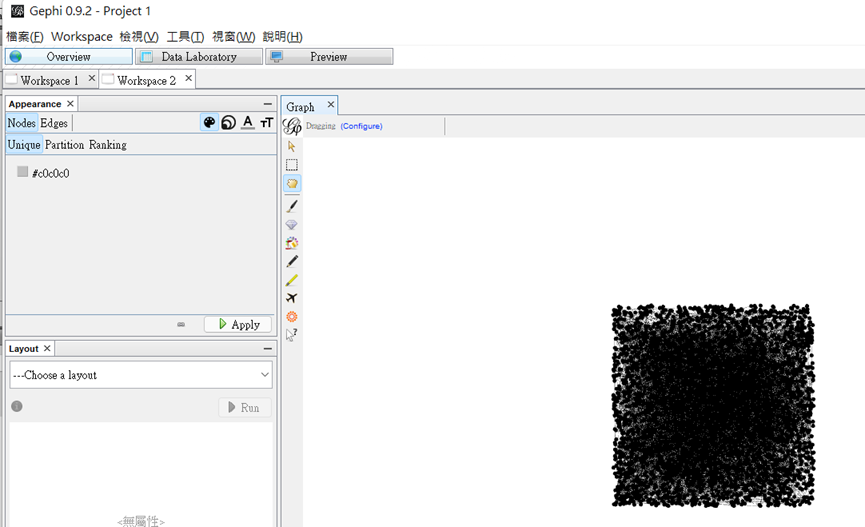 Gephi 0.9.2 - Project 1
檔案(F) Workspace 檢視(V) 工具(T) 視窗(W) 說明(H)
Overview Data Laboratory Preview
Workspace 1 × Workspace 2 ×
Appearance ×
Nodes Edges
Unique Partition Ranking
#c0c0c0
Apply
Layout ×
---Choose a layout
Run
<無屬性>
Graph ×
Dragging (Configure)